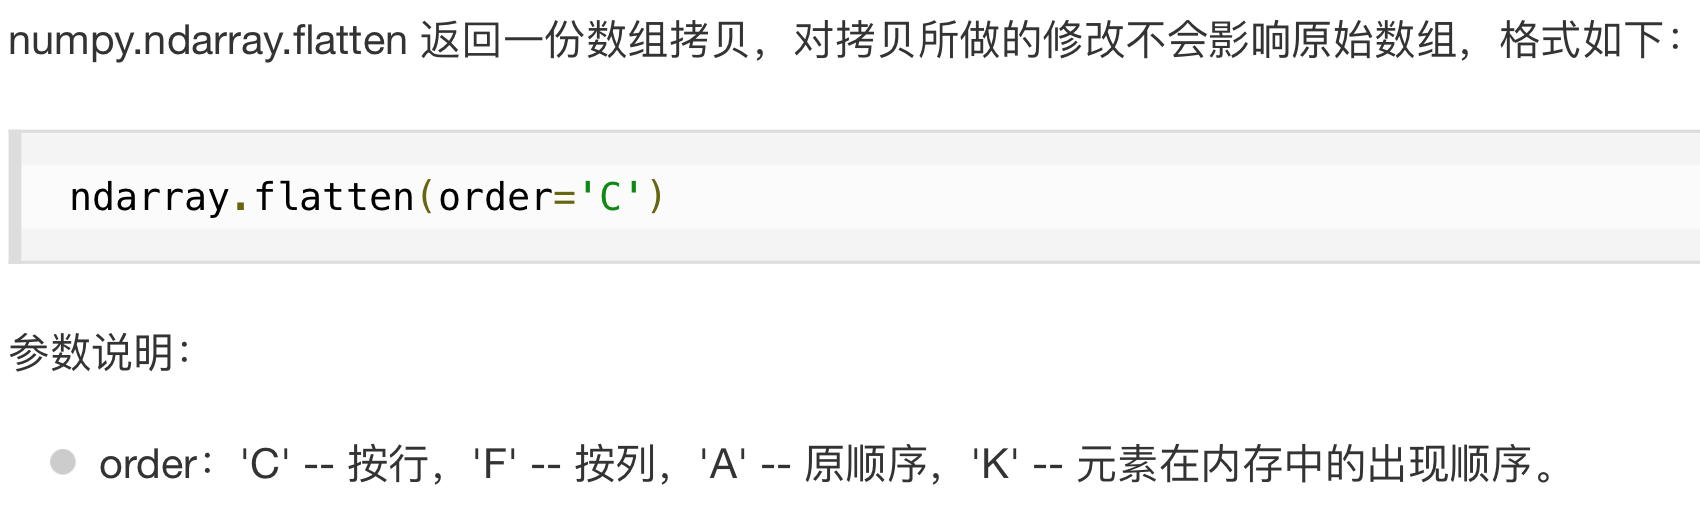 numpy.ndarray.flatten 返回一份数组拷贝，对拷贝所做的修改不会影响原始数组，格式如下：
ndarray.flatten(order='C')
参数说明：
order：'C' -- 按行，'F' -- 按列，'A' -- 原顺序，'K' -- 元素在内存中的出现顺序。